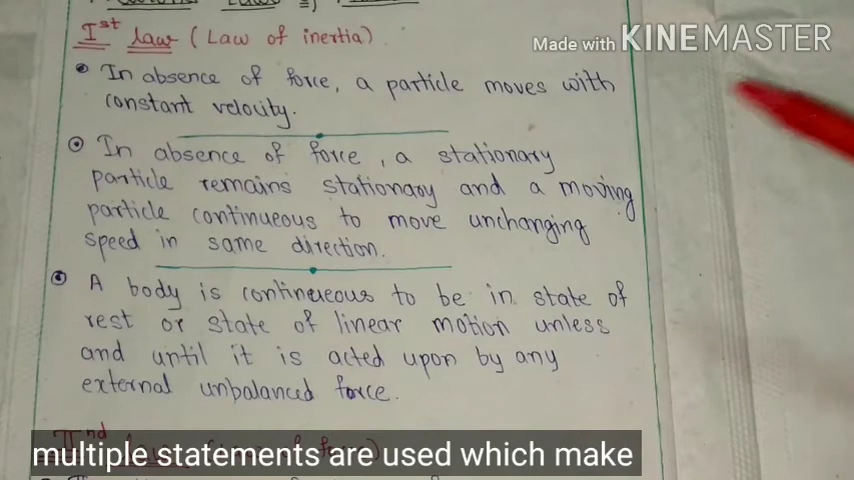 Ist law (Law of inertia)
Made with KINEMASTER
In absence of force, a particle moves with
constant velocity.
In absence of force, a stationary
particle remains stationary and a moving
particle continueous to move unchanging
speed in same direction.
A body is continueous to be in state of
rest or state of linear motion unless
and until it is acted upon by any
external unbalanced force.
IInd law
multiple statements are used which make